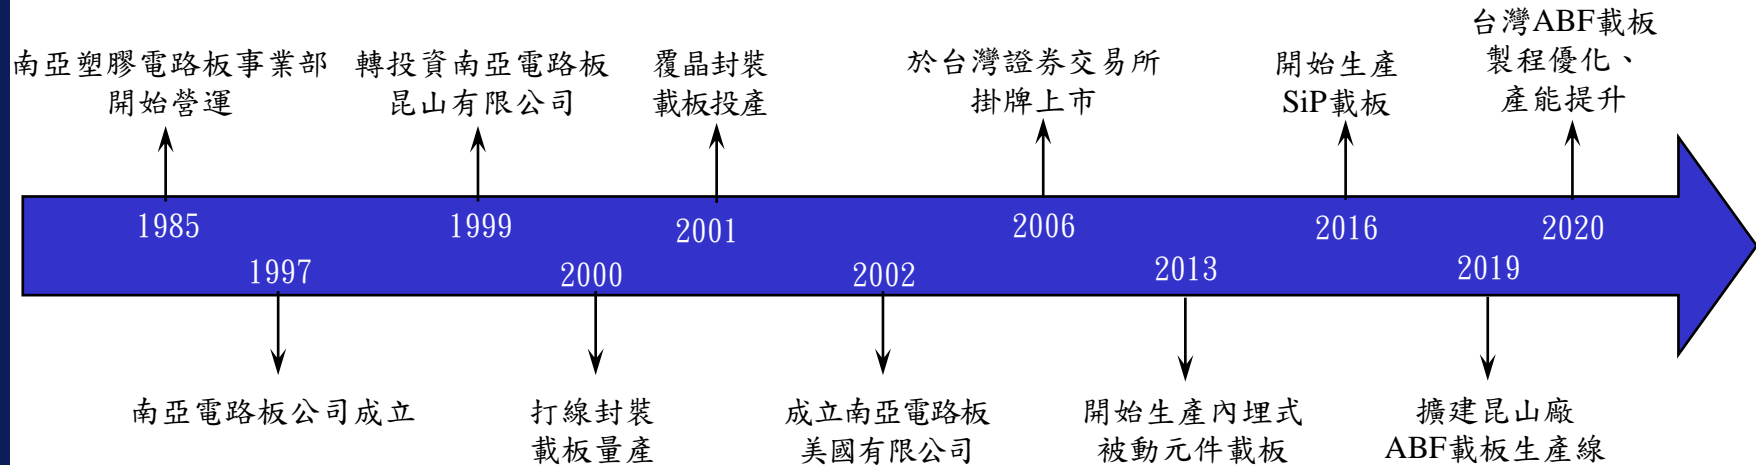 南亞塑膠電路板事業部
開始營運
轉投資南亞電路板
昆山有限公司
覆晶封裝
載板投產
於台灣證券交易所
掛牌上市
開始生產
SiP載板
台灣ABF載板
製程優化、
產能提升
1985
1999
2001
2006
2016
2020
1997
2000
2002
2013
2019
南亞電路板公司成立
打線封裝
載板量產
成立南亞電路板
美國有限公司
開始生產內埋式
被動元件載板
擴建昆山廠
ABF載板生產線